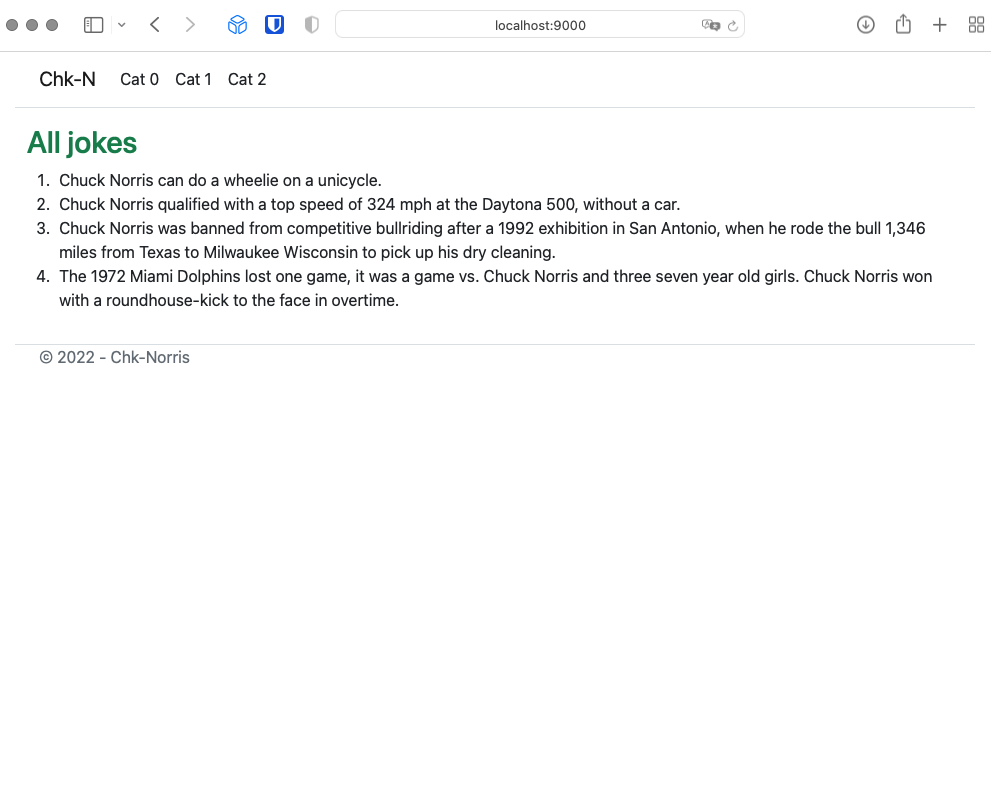 localhost:9000
Chk-N Cat 0 Cat 1 Cat 2
All jokes
1. Chuck Norris can do a wheelie on a unicycle.
2. Chuck Norris qualified with a top speed of 324 mph at the Daytona 500, without a car.
3. Chuck Norris was banned from competitive bullriding after a 1992 exhibition in San Antonio, when he rode the bull 1,346
miles from Texas to Milwaukee Wisconsin to pick up his dry cleaning.
4. The 1972 Miami Dolphins lost one game, it was a game vs. Chuck Norris and three seven year old girls. Chuck Norris won
with a roundhouse-kick to the face in overtime.
© 2022 - Chk-Norris